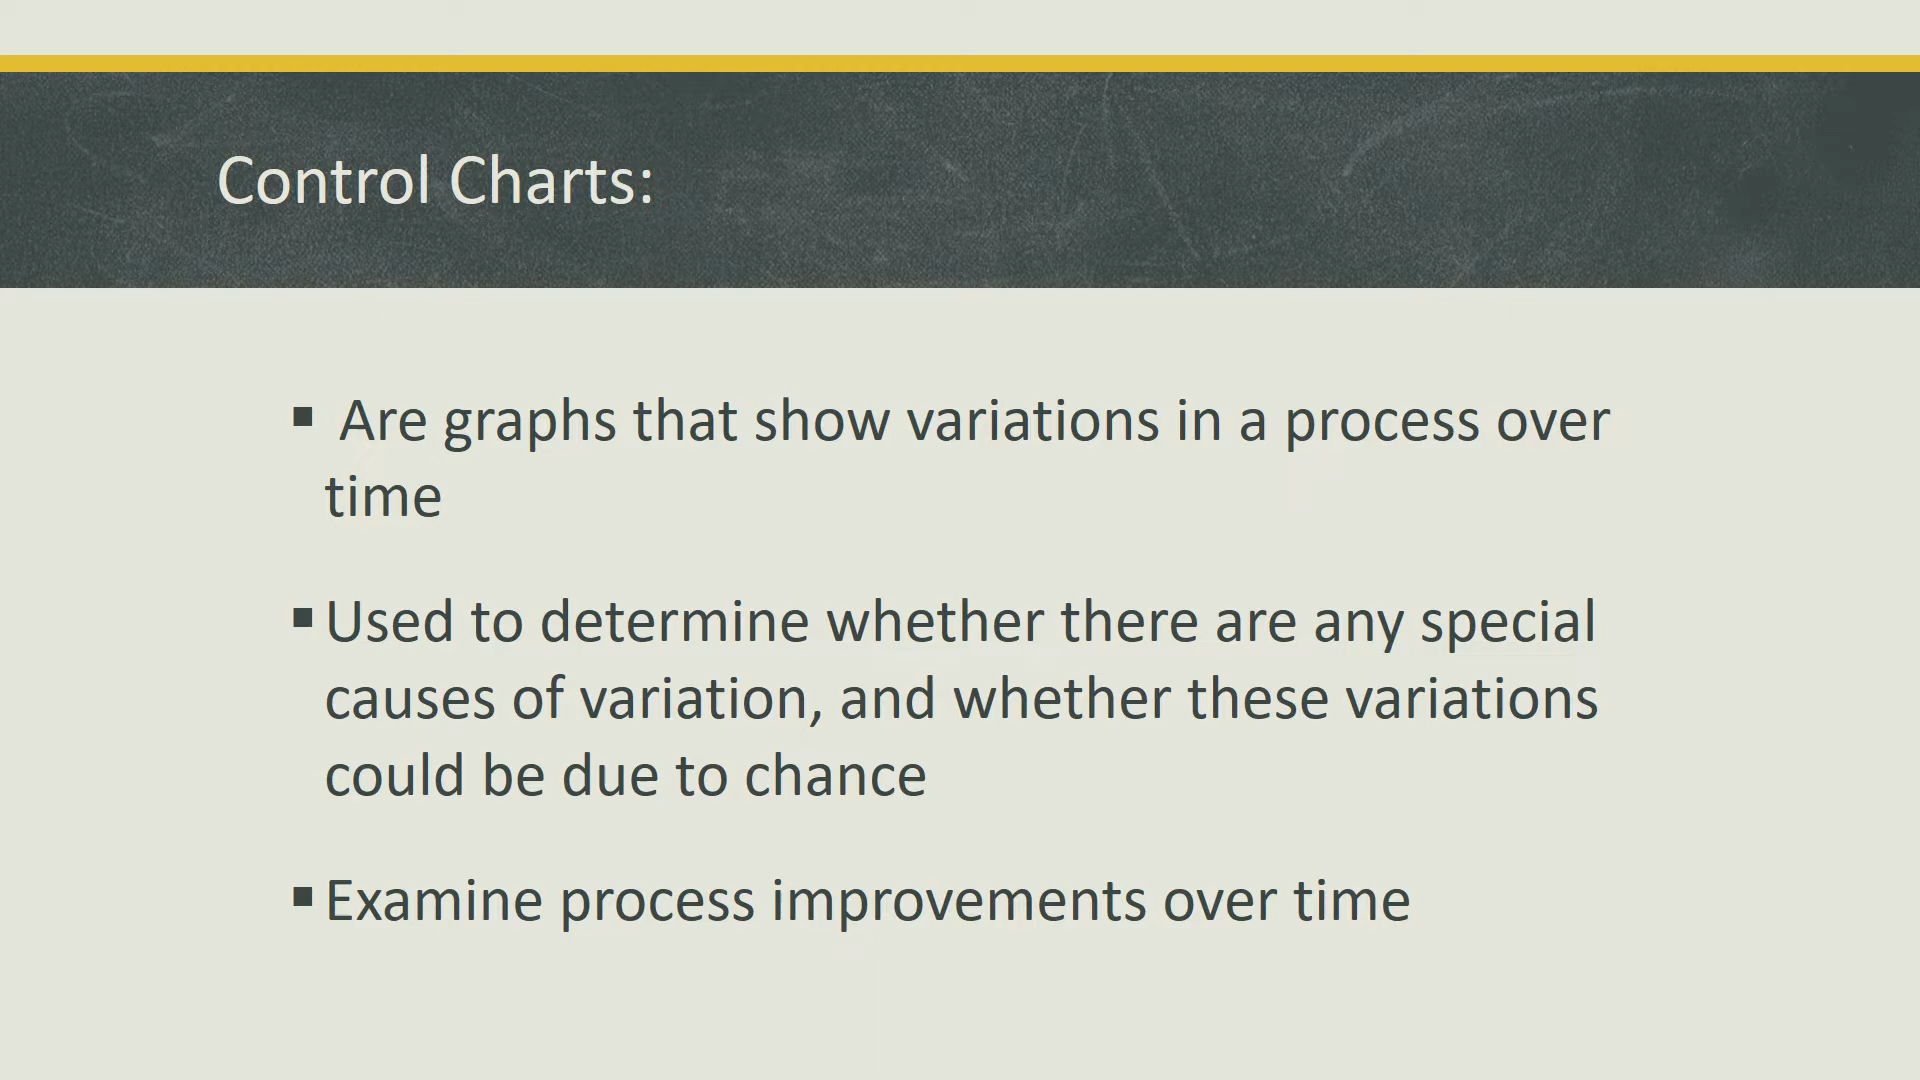 Control Charts:
▪ Are graphs that show variations in a process over
time
▪ Used to determine whether there are any special
causes of variation, and whether these variations
could be due to chance
▪ Examine process improvements over time